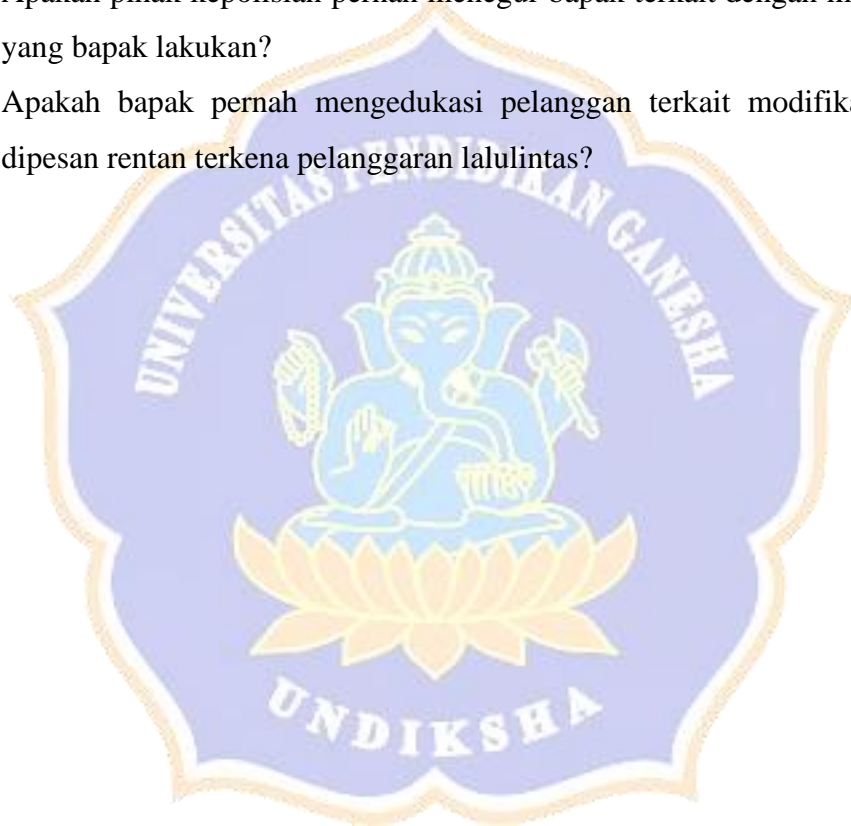 Apakah pihak kepolisian pernah menegur bapak terkait dengan
yang bapak lakukan?
Apakah bapak pernah mengedukasi pelanggan terkait
dipesan rentan terkena pelanggaran lalulintas?
UNIVERSITAS PENDIDIKAN GANESHA
UNDIKSHA